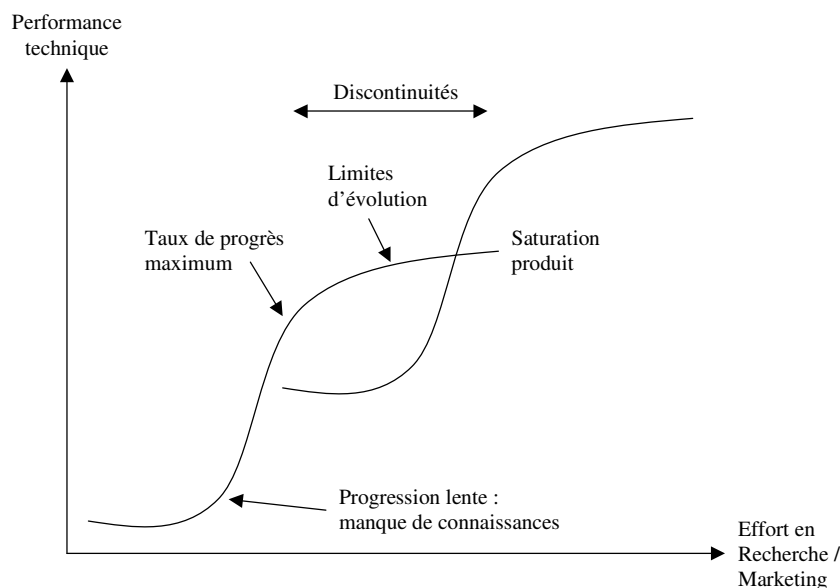 Performance
technique
Discontinuités
Limites
d'évolution
Taux de progrès
maximum
Saturation
produit
Progression lente :
manque de connaissances
Effort en
Recherche /
Marketing